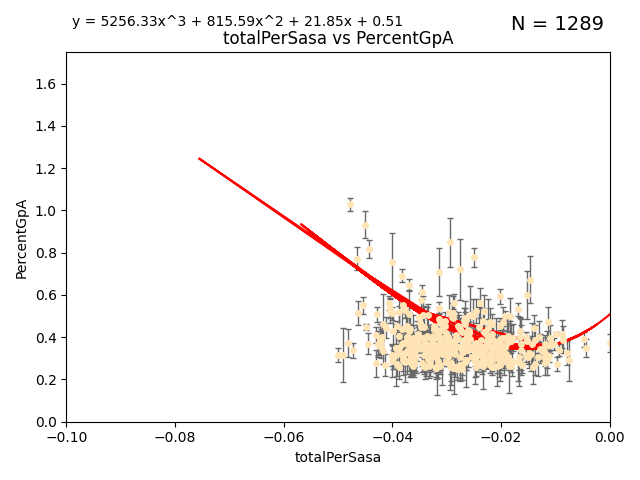 y = 5256.33x^3 + 815.59x^2 + 21.85x + 0.51
N = 1289
totalPerSasa vs PercentGpA
PercentGpA
1.6
1.4
1.2
1.0
0.8
0.6
0.4
0.2
0.0
−0.10 −0.08 −0.06 −0.04 −0.02 0.00
totalPerSasa